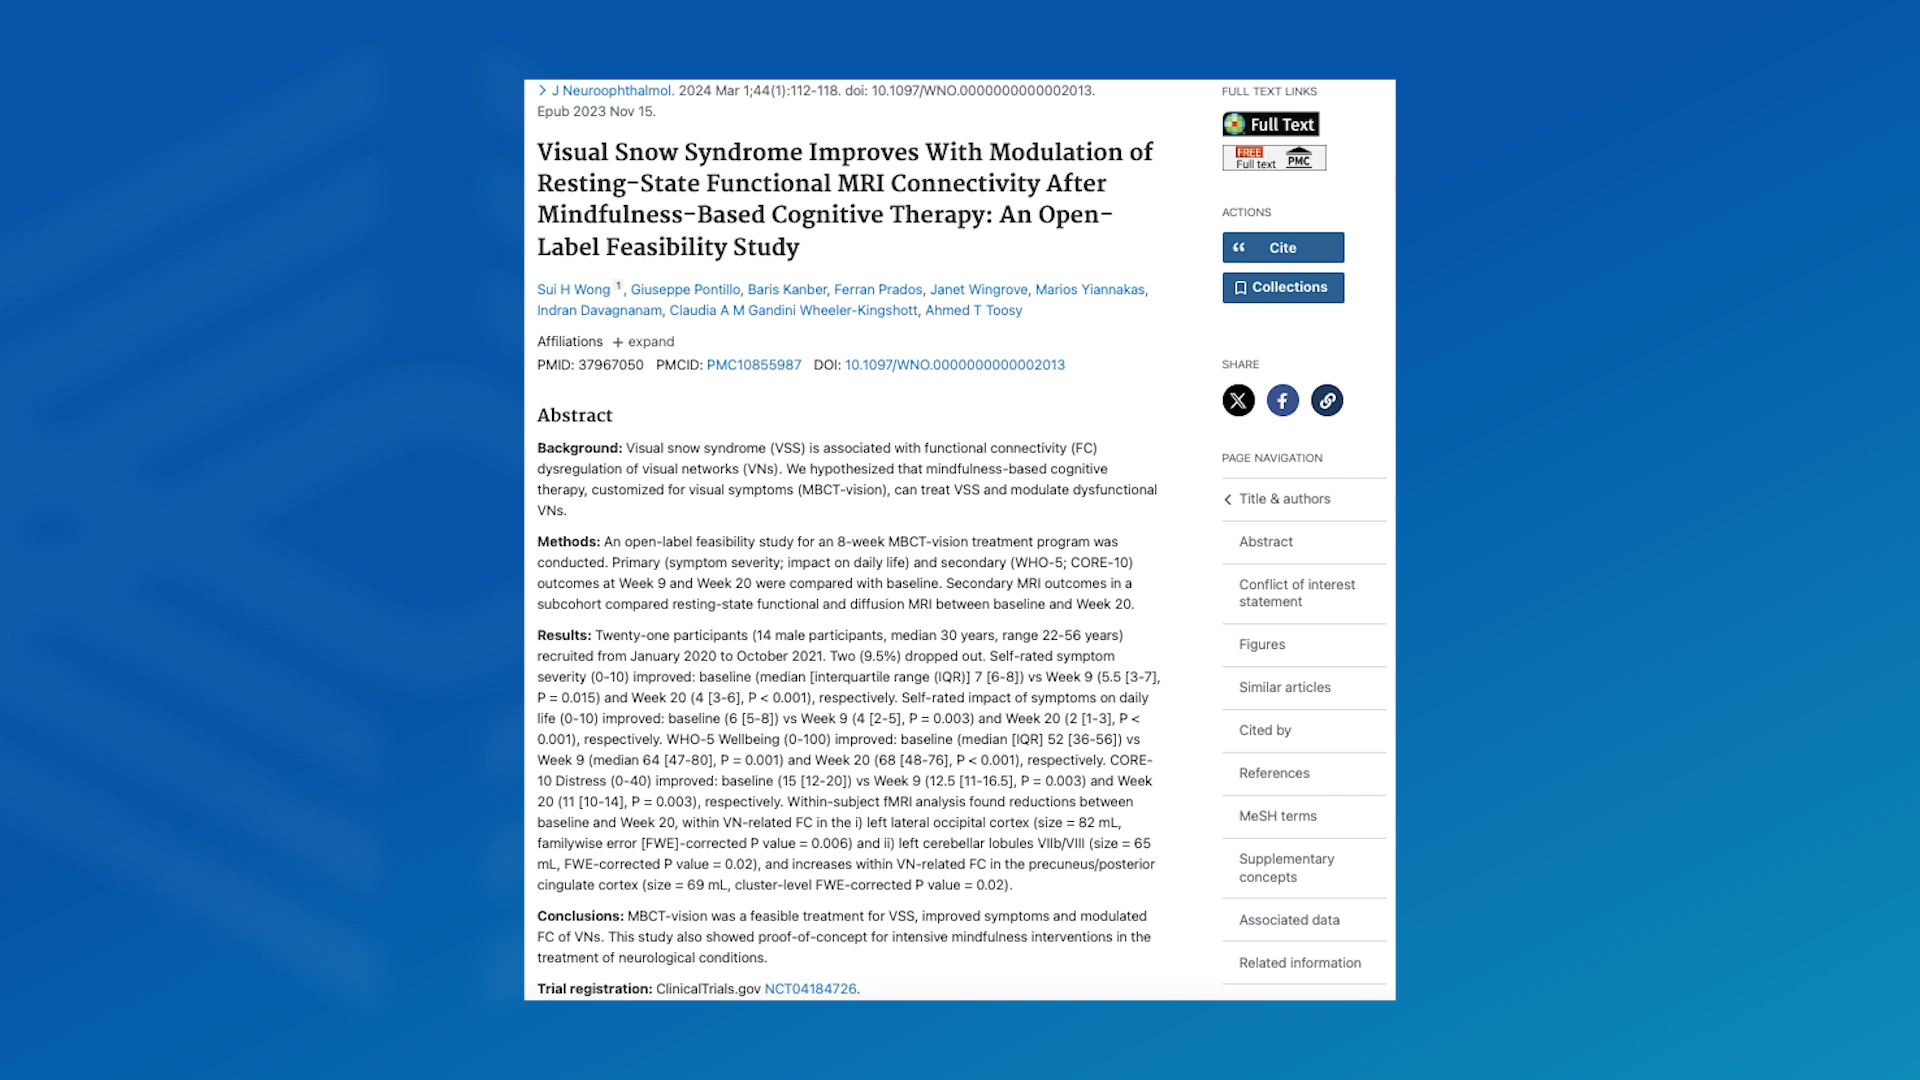 > J Neuroophthalmol. 2024 Mar 1;44(1):112-118. doi: 10.1097/WNO.0000000000002013.
Epub 2023 Nov 15.
Visual Snow Syndrome Improves With Modulation of
Resting-State Functional MRI Connectivity After
Mindfulness-Based Cognitive Therapy: An Open-
Label Feasibility Study
Sui H Wong 1, Giuseppe Pontillo, Baris Kanber, Ferran Prados, Janet Wingrove, Marios Yiannakas,
Indran Davagnanam, Claudia A M Gandini Wheeler-Kingshott, Ahmed T Toosy
Affiliations + expand
PMID: 37967050 PMCID: PMC10855987 DOI: 10.1097/WNO.0000000000002013
Abstract
Background: Visual snow syndrome (VSS) is associated with functional connectivity (FC)
dysregulation of visual networks (VNs). We hypothesized that mindfulness-based cognitive
therapy, customized for visual symptoms (MBCT-vision), can treat VSS and modulate dysfunctional
VNs.
Methods: An open-label feasibility study for an 8-week MBCT-vision treatment program was
conducted. Primary (symptom severity; impact on daily life) and secondary (WHO-5; CORE-10)
outcomes at Week 9 and Week 20 were compared with baseline. Secondary MRI outcomes in a
subcohort compared resting-state functional and diffusion MRI between baseline and Week 20.
Results: Twenty-one participants (14 male participants, median 30 years, range 22-56 years)
recruited from January 2020 to October 2021. Two (9.5%) dropped out. Self-rated symptom
severity (0-10) improved: baseline (median [interquartile range (IQR)] 7 [6-8]) vs Week 9 (5.5 [3-7],
P = 0.015) and Week 20 (4 [3-6], P < 0.001), respectively. Self-rated impact of symptoms on daily
life (0-10) improved: baseline (6 [5-8]) vs Week 9 (4 [2-5], P = 0.003) and Week 20 (2 [1-3], P <
0.001), respectively. WHO-5 Wellbeing (0-100) improved: baseline (median [IQR] 52 [36-56]) vs
Week 9 (median 64 [47-80], P = 0.001) and Week 20 (68 [48-76], P < 0.001), respectively. CORE-
10 Distress (0-40) improved: baseline (15 [12-20]) vs Week 9 (12.5 [11-16.5], P = 0.003) and Week
20 (11 [10-14], P = 0.003), respectively. Within-subject fMRI analysis found reductions between
baseline and Week 20, within VN-related FC in the i) left lateral occipital cortex (size = 82 mL,
familywise error [FWE]-corrected P value = 0.006) and ii) left cerebellar lobules VIIb/VIII (size = 65
mL, FWE-corrected P value = 0.02), and increases within VN-related FC in the precuneus/posterior
cingulate cortex (size = 69 mL, cluster-level FWE-corrected P value = 0.02).
Conclusions: MBCT-vision was a feasible treatment for VSS, improved symptoms and modulated
FC of VNs. This study also showed proof-of-concept for intensive mindfulness interventions in the
treatment of neurological conditions.
Trial registration: ClinicalTrials.gov NCT04184726.
FULL TEXT LINKS
Full Text
FREE
Full text PMC
ACTIONS
Cite
Collections
SHARE
PAGE NAVIGATION
Title & authors
Abstract
Conflict of interest
statement
Figures
Similar articles
Cited by
References
MeSH terms
Supplementary
concepts
Associated data
Related information